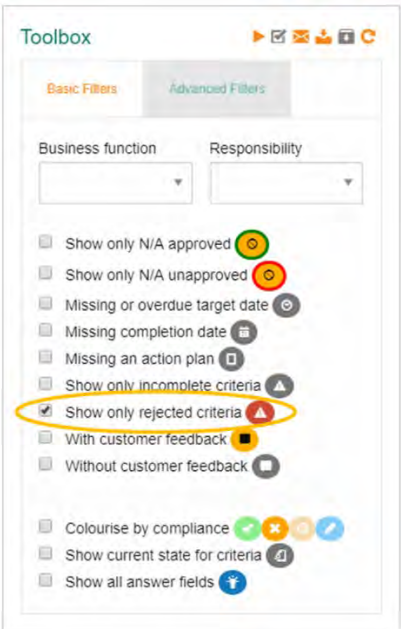 Toolbox
Basic Filters Advanced Filters
Business function Responsibility
Show only N/A approved
Show only N/A unapproved
Missing or overdue target date
Missing completion date
Missing an action plan
Show only incomplete criteria
Show only rejected criteria
With customer feedback
Without customer feedback
Colourise by compliance
Show current state for criteria
Show all answer fields